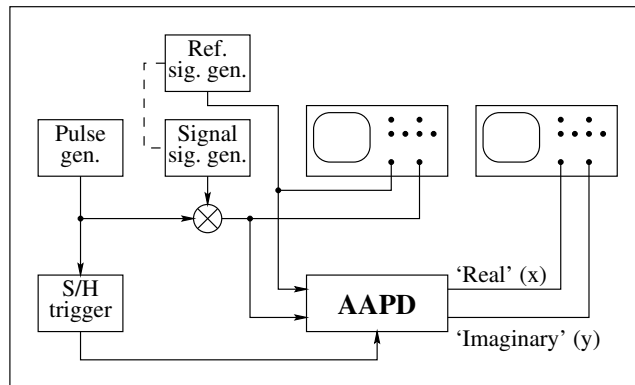 Ref.
sig. gen.
Pulse
gen.
Signal
sig. gen.
S/H
trigger
AAPD
‘Real’ (x)
‘Imaginary’ (y)